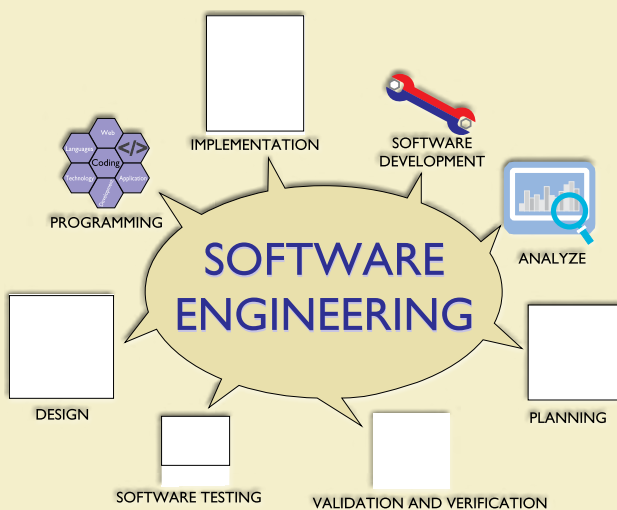 IMPLEMENTATION
SOFTWARE
DEVELOPMENT
Web
Languages
</>
Coding
Technology
Application
Development
PROGRAMMING
ANALYZE
SOFTWARE
ENGINEERING
DESIGN
PLANNING
SOFTWARE TESTING
VALIDATION AND VERIFICATION